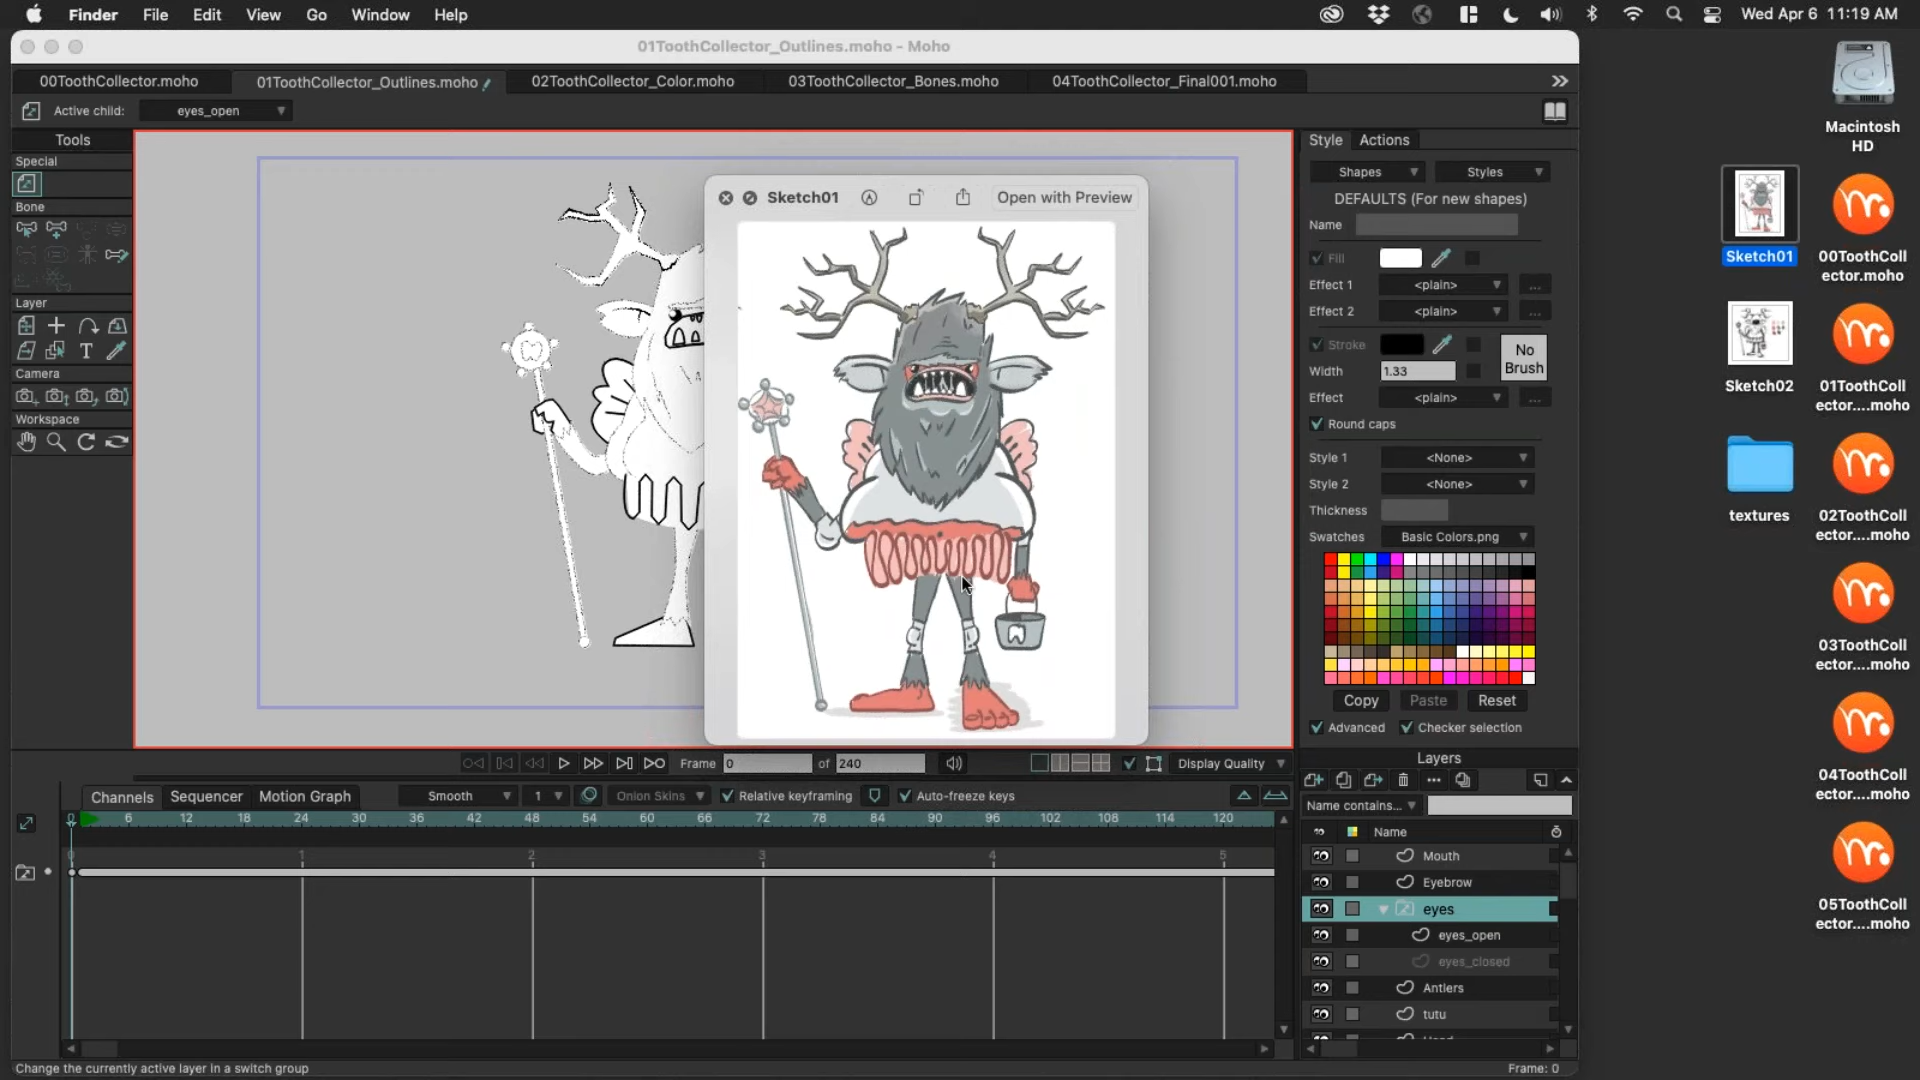 Finder File Edit View Go Window Help Wed Apr 6 11:19 AM
01ToothCollector_Outlines.moho - Moho
00ToothCollector.moho 01ToothCollector_Outlines.moho 02ToothCollector_Color.moho 03ToothCollector_Bones.moho 04ToothCollector_Final001.moho
Active child: eyes_open
Tools
Special
Bone
Layer
T
Camera
Workspace
Sketch01 Open with Preview
Style Actions
Shapes Styles
DEFAULTS (For new shapes)
Name
Fill
Effect 1 <plain> ...
Effect 2 <plain> ...
Stroke No Brush
Width 1.33
Effect <plain> ...
Round caps
Style 1 <None>
Style 2 <None>
Thickness
Swatches Basic Colors.png
Copy Paste Reset
Advanced Checker selection
Frame 0 of 240 Display Quality
Channels Sequencer Motion Graph Smooth 1 Onion Skins Relative keyframing Auto-freeze keys
6 12 18 24 30 36 42 48 54 60 66 72 78 84 90 96 102 108 114 120
0 1 2 3 4 5
Layers
Name contains...
Name
Mouth
Eyebrow
eyes
eyes_open
eyes_closed
Antlers
tutu
Change the currently active layer in a switch group
Frame: 0
Macintosh
HD
Sketch01
00ToothColl
ector.moho
Sketch02
01ToothColl
ector....moho
textures
02ToothColl
ector....moho
03ToothColl
ector....moho
04ToothColl
ector....moho
05ToothColl
ector....moho